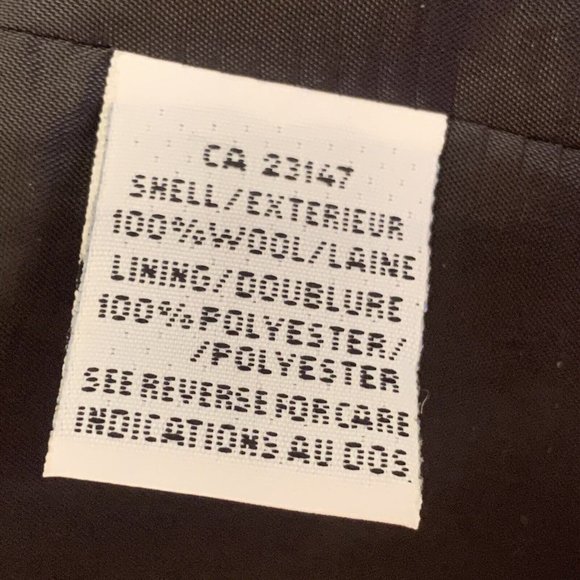 CA 23147
SHELL/EXTERIEUR
100%WOOL/LAINE
LINING/DOUBLURE
100%POLYESTER/
/POLYESTER
SEE REVERSE FOR CARE
INDICATIONS AU DOS